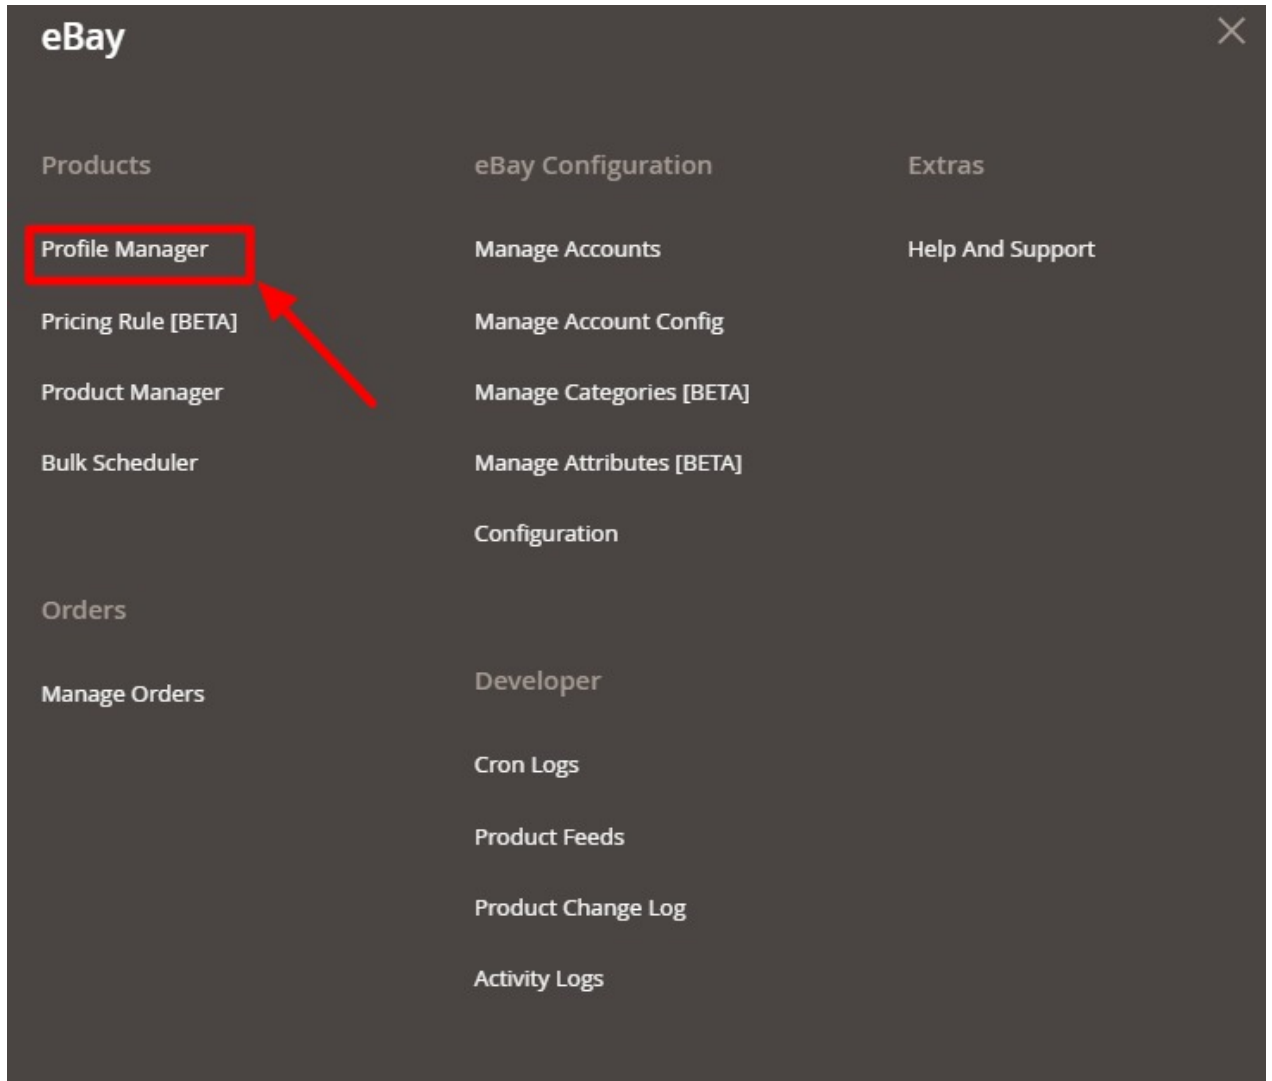 eBay
Products
Profile Manager
Pricing Rule [BETA]
Product Manager
Bulk Scheduler
Orders
Manage Orders
eBay Configuration
Manage Accounts
Manage Account Config
Manage Categories [BETA]
Manage Attributes [BETA]
Configuration
Developer
Cron Logs
Product Feeds
Product Change Log
Activity Logs
Extras
Help And Support